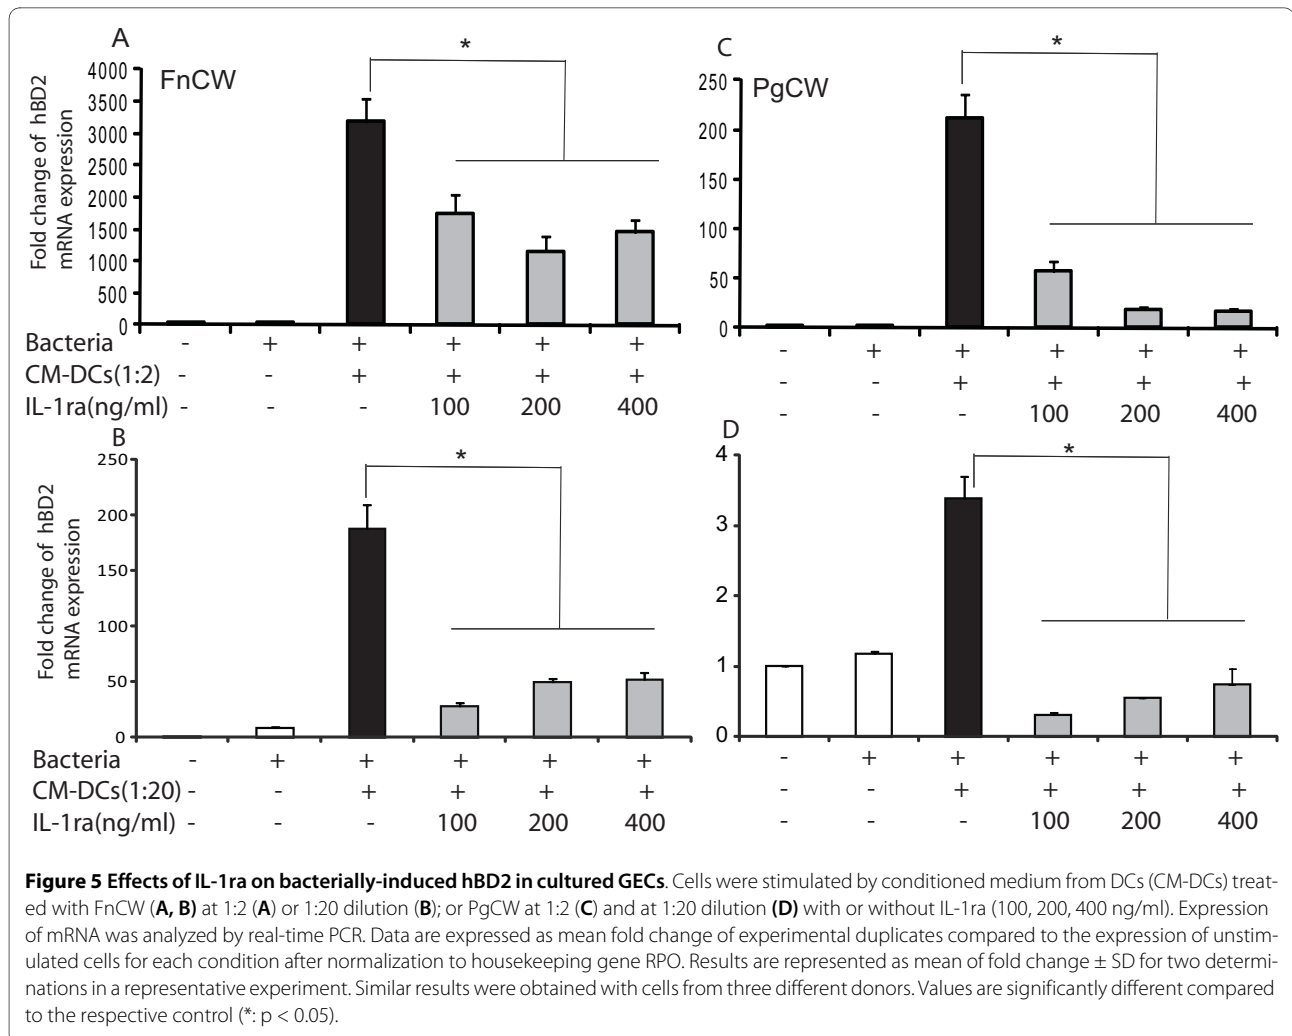 A
*
FnCW
Fold change of hBD2
mRNA expression
4000
3500
3000
2500
2000
1500
1000
500
0
Bacteria - + + + + +
CM-DCs(1:2) - - + + + +
IL-1ra(ng/ml) - - - 100 200 400
C
*
PgCW
250
200
150
100
50
0
- + + + + +
- - + + + +
- - - 100 200 400
B
*
Fold change of hBD2
mRNA expression
250
200
150
100
50
0
Bacteria - + + + + +
CM-DCs(1:20) - - + + + +
IL-1ra(ng/ml) - - - 100 200 400
D
*
4
3
2
1
0
- + + + + +
- - + + + +
- - - 100 200 400
Figure 5 Effects of IL-1ra on bacterially-induced hBD2 in cultured GECs. Cells were stimulated by conditioned medium from DCs (CM-DCs) treat-
ed with FnCW (A, B) at 1:2 (A) or 1:20 dilution (B); or PgCW at 1:2 (C) and at 1:20 dilution (D) with or without IL-1ra (100, 200, 400 ng/ml). Expression
of mRNA was analyzed by real-time PCR. Data are expressed as mean fold change of experimental duplicates compared to the expression of unstim-
ulated cells for each condition after normalization to housekeeping gene RPO. Results are represented as mean of fold change ± SD for two determi-
nations in a representative experiment. Similar results were obtained with cells from three different donors. Values are significantly different compared
to the respective control (*: p < 0.05).